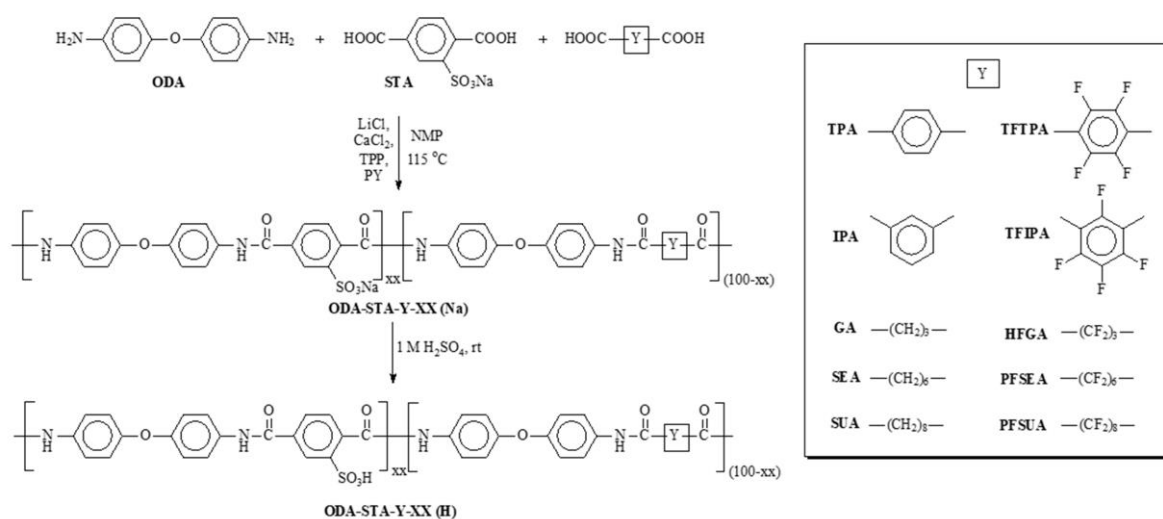 H₂N O NH₂ + HOOC COOH + HOOC Y COOH
SO₃Na
ODA STA
LiCl,
CaCl₂,
TPP,
PY
NMP
115 °C
N H O N H C O C O SO₃Na xx N H O N H C O Y C O (100-xx)
ODA-STA-Y-XX (Na)
1 M H₂SO₄, rt
N H O N H C O C O SO₃H xx N H O N H C O Y C O (100-xx)
ODA-STA-Y-XX (H)
Y
TPA TFTPA F F F F
IPA TFIPA F F F F
GA —(CH₂)₃— HFGA —(CF₂)₃—
SEA —(CH₂)₆— PFSEA —(CF₂)₆—
SUA —(CH₂)₈— PFSUA —(CF₂)₈—